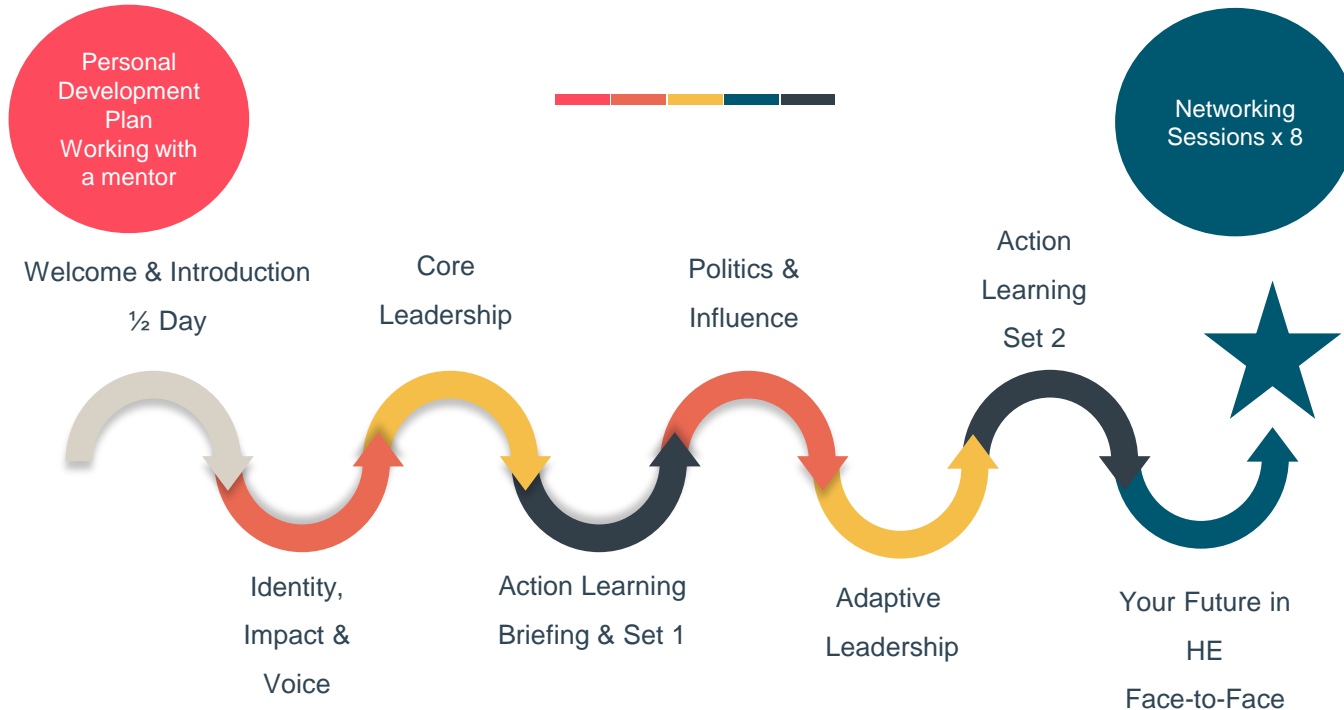 Personal
Development
Plan
Working with
a mentor
Networking
Sessions x 8
Welcome & Introduction
½ Day
Identity,
Impact &
Voice
Core
Leadership
Action Learning
Briefing & Set 1
Politics &
Influence
Adaptive
Leadership
Action
Learning
Set 2
Your Future in
HE
Face-to-Face